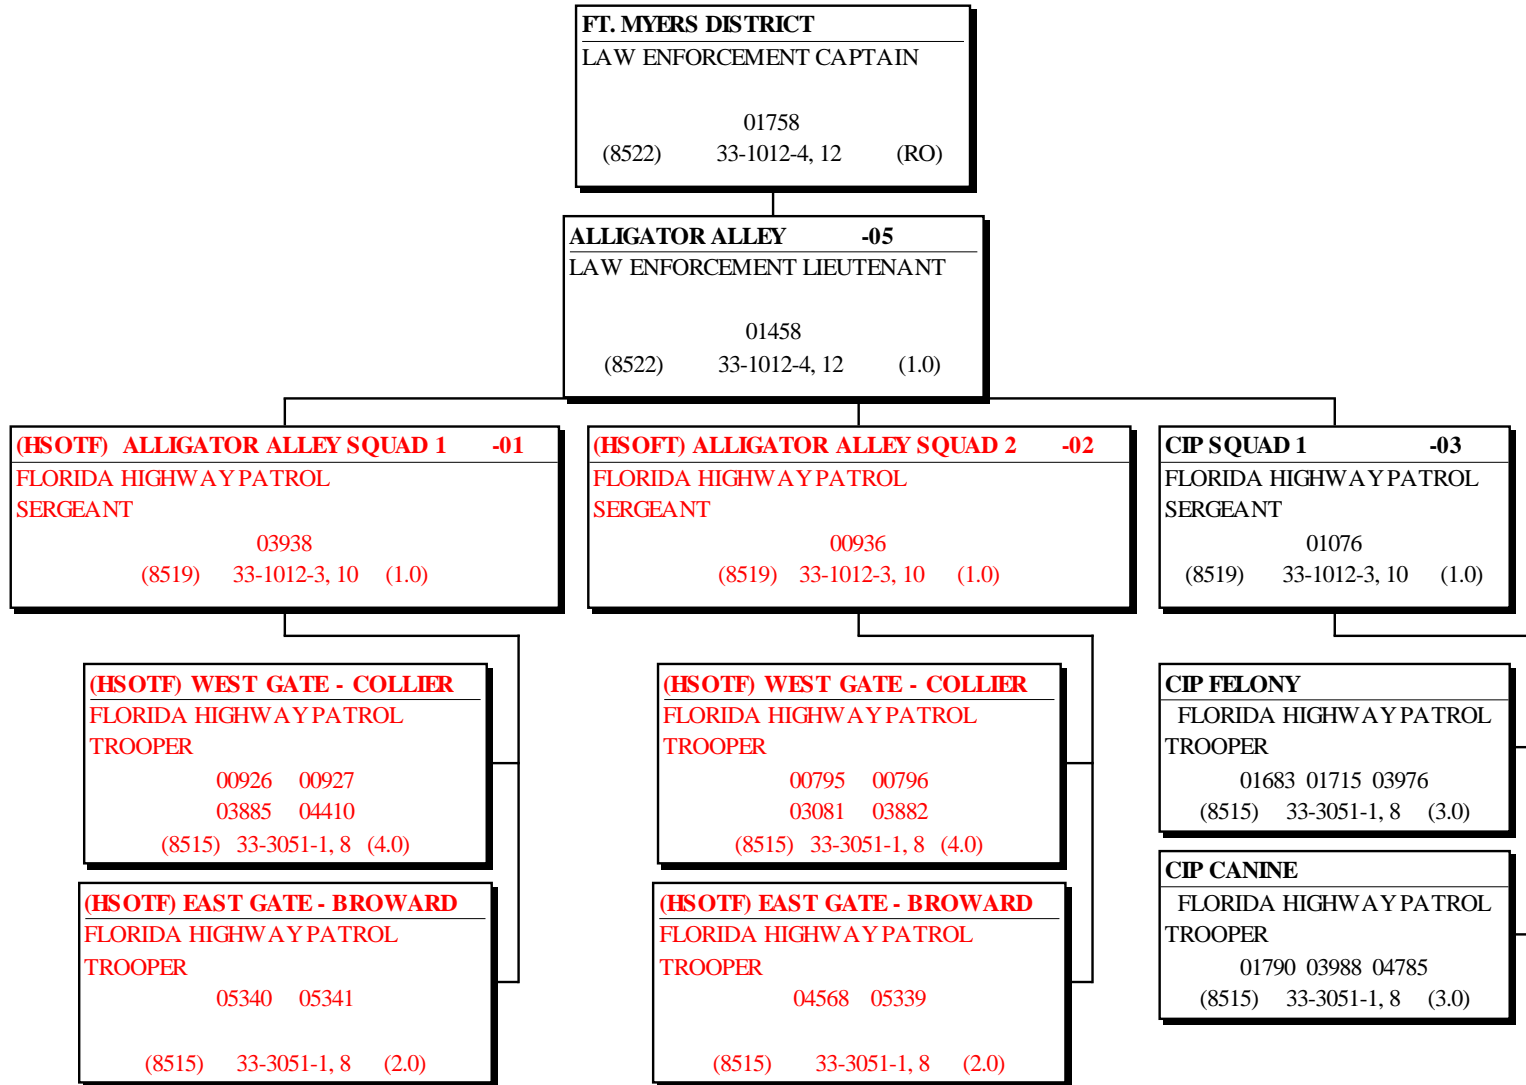 FT. MYERS DISTRICT
LAW ENFORCEMENT CAPTAIN
01758
(8522) 33-1012-4, 12 (RO)
ALLIGATOR ALLEY -05
LAW ENFORCEMENT LIEUTENANT
01458
(8522) 33-1012-4, 12 (1.0)
(HSOTF) ALLIGATOR ALLEY SQUAD 1 -01
FLORIDA HIGHWAY PATROL
SERGEANT
03938
(8519) 33-1012-3, 10 (1.0)
(HSOFT) ALLIGATOR ALLEY SQUAD 2 -02
FLORIDA HIGHWAY PATROL
SERGEANT
00936
(8519) 33-1012-3, 10 (1.0)
CIP SQUAD 1 -03
FLORIDA HIGHWAY PATROL
SERGEANT
01076
(8519) 33-1012-3, 10 (1.0)
(HSOTF) WEST GATE - COLLIER
FLORIDA HIGHWAY PATROL
TROOPER
00926 00927
03885 04410
(8515) 33-3051-1, 8 (4.0)
(HSOTF) WEST GATE - COLLIER
FLORIDA HIGHWAY PATROL
TROOPER
00795 00796
03081 03882
(8515) 33-3051-1, 8 (4.0)
CIP FELONY
FLORIDA HIGHWAY PATROL
TROOPER
01683 01715 03976
(8515) 33-3051-1, 8 (3.0)
(HSOTF) EAST GATE - BROWARD
FLORIDA HIGHWAY PATROL
TROOPER
05340 05341
(8515) 33-3051-1, 8 (2.0)
(HSOTF) EAST GATE - BROWARD
FLORIDA HIGHWAY PATROL
TROOPER
04568 05339
(8515) 33-3051-1, 8 (2.0)
CIP CANINE
FLORIDA HIGHWAY PATROL
TROOPER
01790 03988 04785
(8515) 33-3051-1, 8 (3.0)